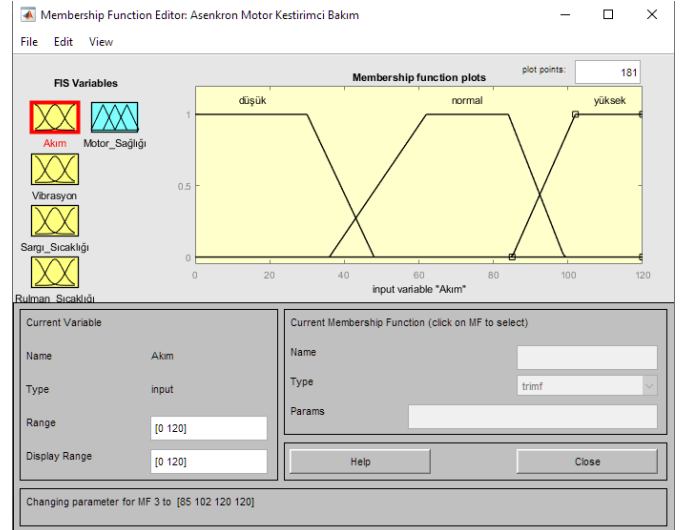 Membership Function Editor: Asenkron Motor Kestirimci Bakım
File Edit View
FIS Variables
Akım Motor_Sağlığı
Vibrasyon
Sargı_Sıcaklığı
Rulman_Sıcaklığı
Membership function plots
plot points: 181
düşük normal yüksek
1
0.5
0
0 20 40 60 80 100 120
input variable "Akım"
Current Variable
Name Akım
Type input
Range [0 120]
Display Range [0 120]
Current Membership Function (click on MF to select)
Name
Type trimf
Params
Help Close
Changing parameter for MF 3 to [85 102 120 120]